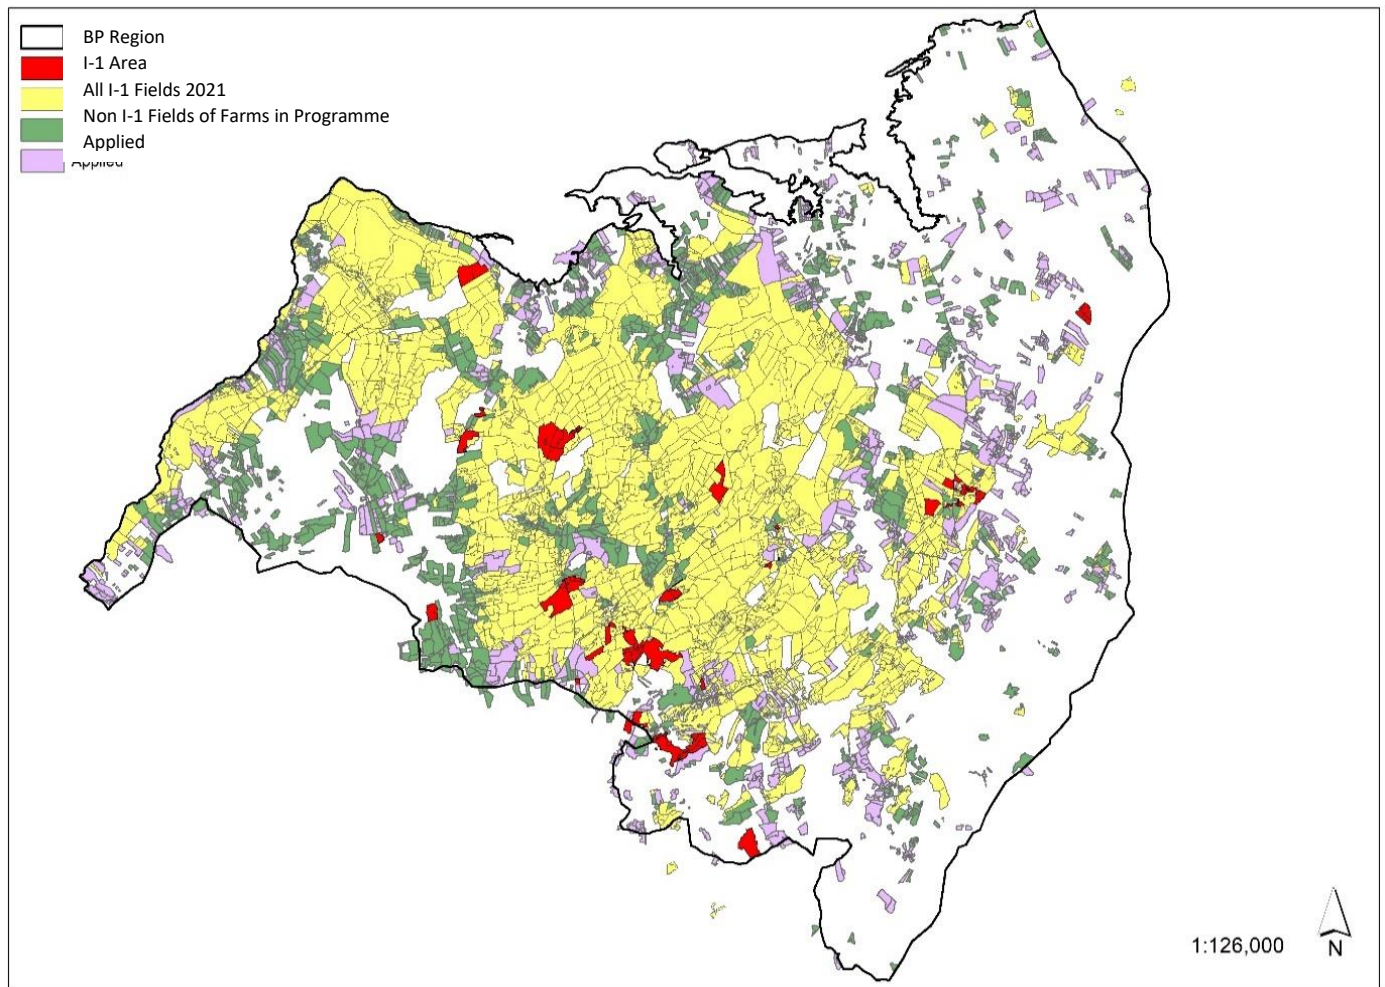 BP Region
I-1 Area
All I-1 Fields 2021
Non I-1 Fields of Farms in Programme
Applied
Applied
1:126,000
N